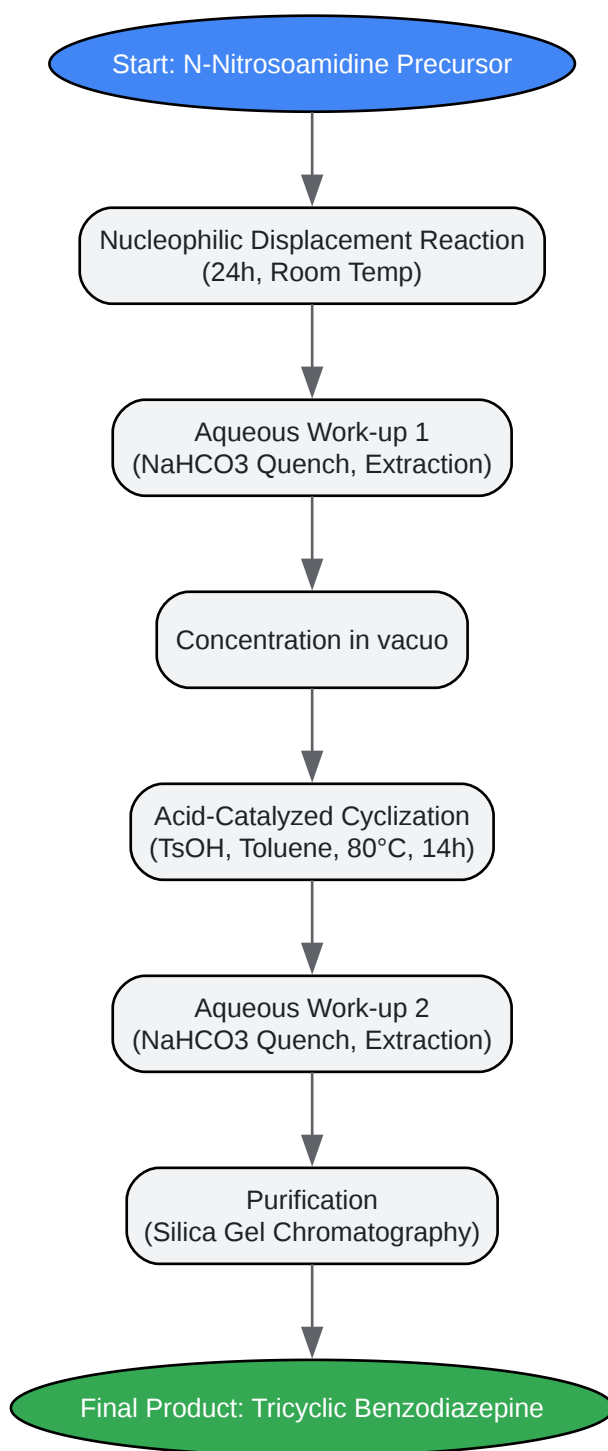 Start: N-Nitrosoamidine Precursor
Nucleophilic Displacement Reaction
(24h, Room Temp)
Aqueous Work-up 1
(NaHCO3 Quench, Extraction)
Concentration in vacuo
Acid-Catalyzed Cyclization
(TsOH, Toluene, 80°C, 14h)
Aqueous Work-up 2
(NaHCO3 Quench, Extraction)
Purification
(Silica Gel Chromatography)
Final Product: Tricyclic Benzodiazepine